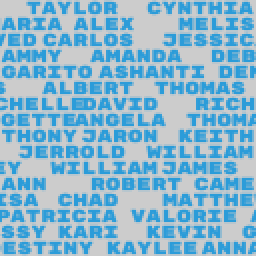 TAYLOR CYNTHIA
ARIA ALEX MELIS
VED CARLOS JESSIC
AMMY AMANDA DEB
GARITO ASHANTI DEN
S ALBERT THOMAS
CHELLE DAVID RICH
GETTE ANGELA THOMA
THONY JARON KEITH
JERROLD WILLIAM
EY WILLIAM JAMES
ANN ROBERT CAME
ISA CHAD MATTHE
PATRICIA VALORIE A
SSY KARI KEVIN G
DESTINY KAYLEE ANNA